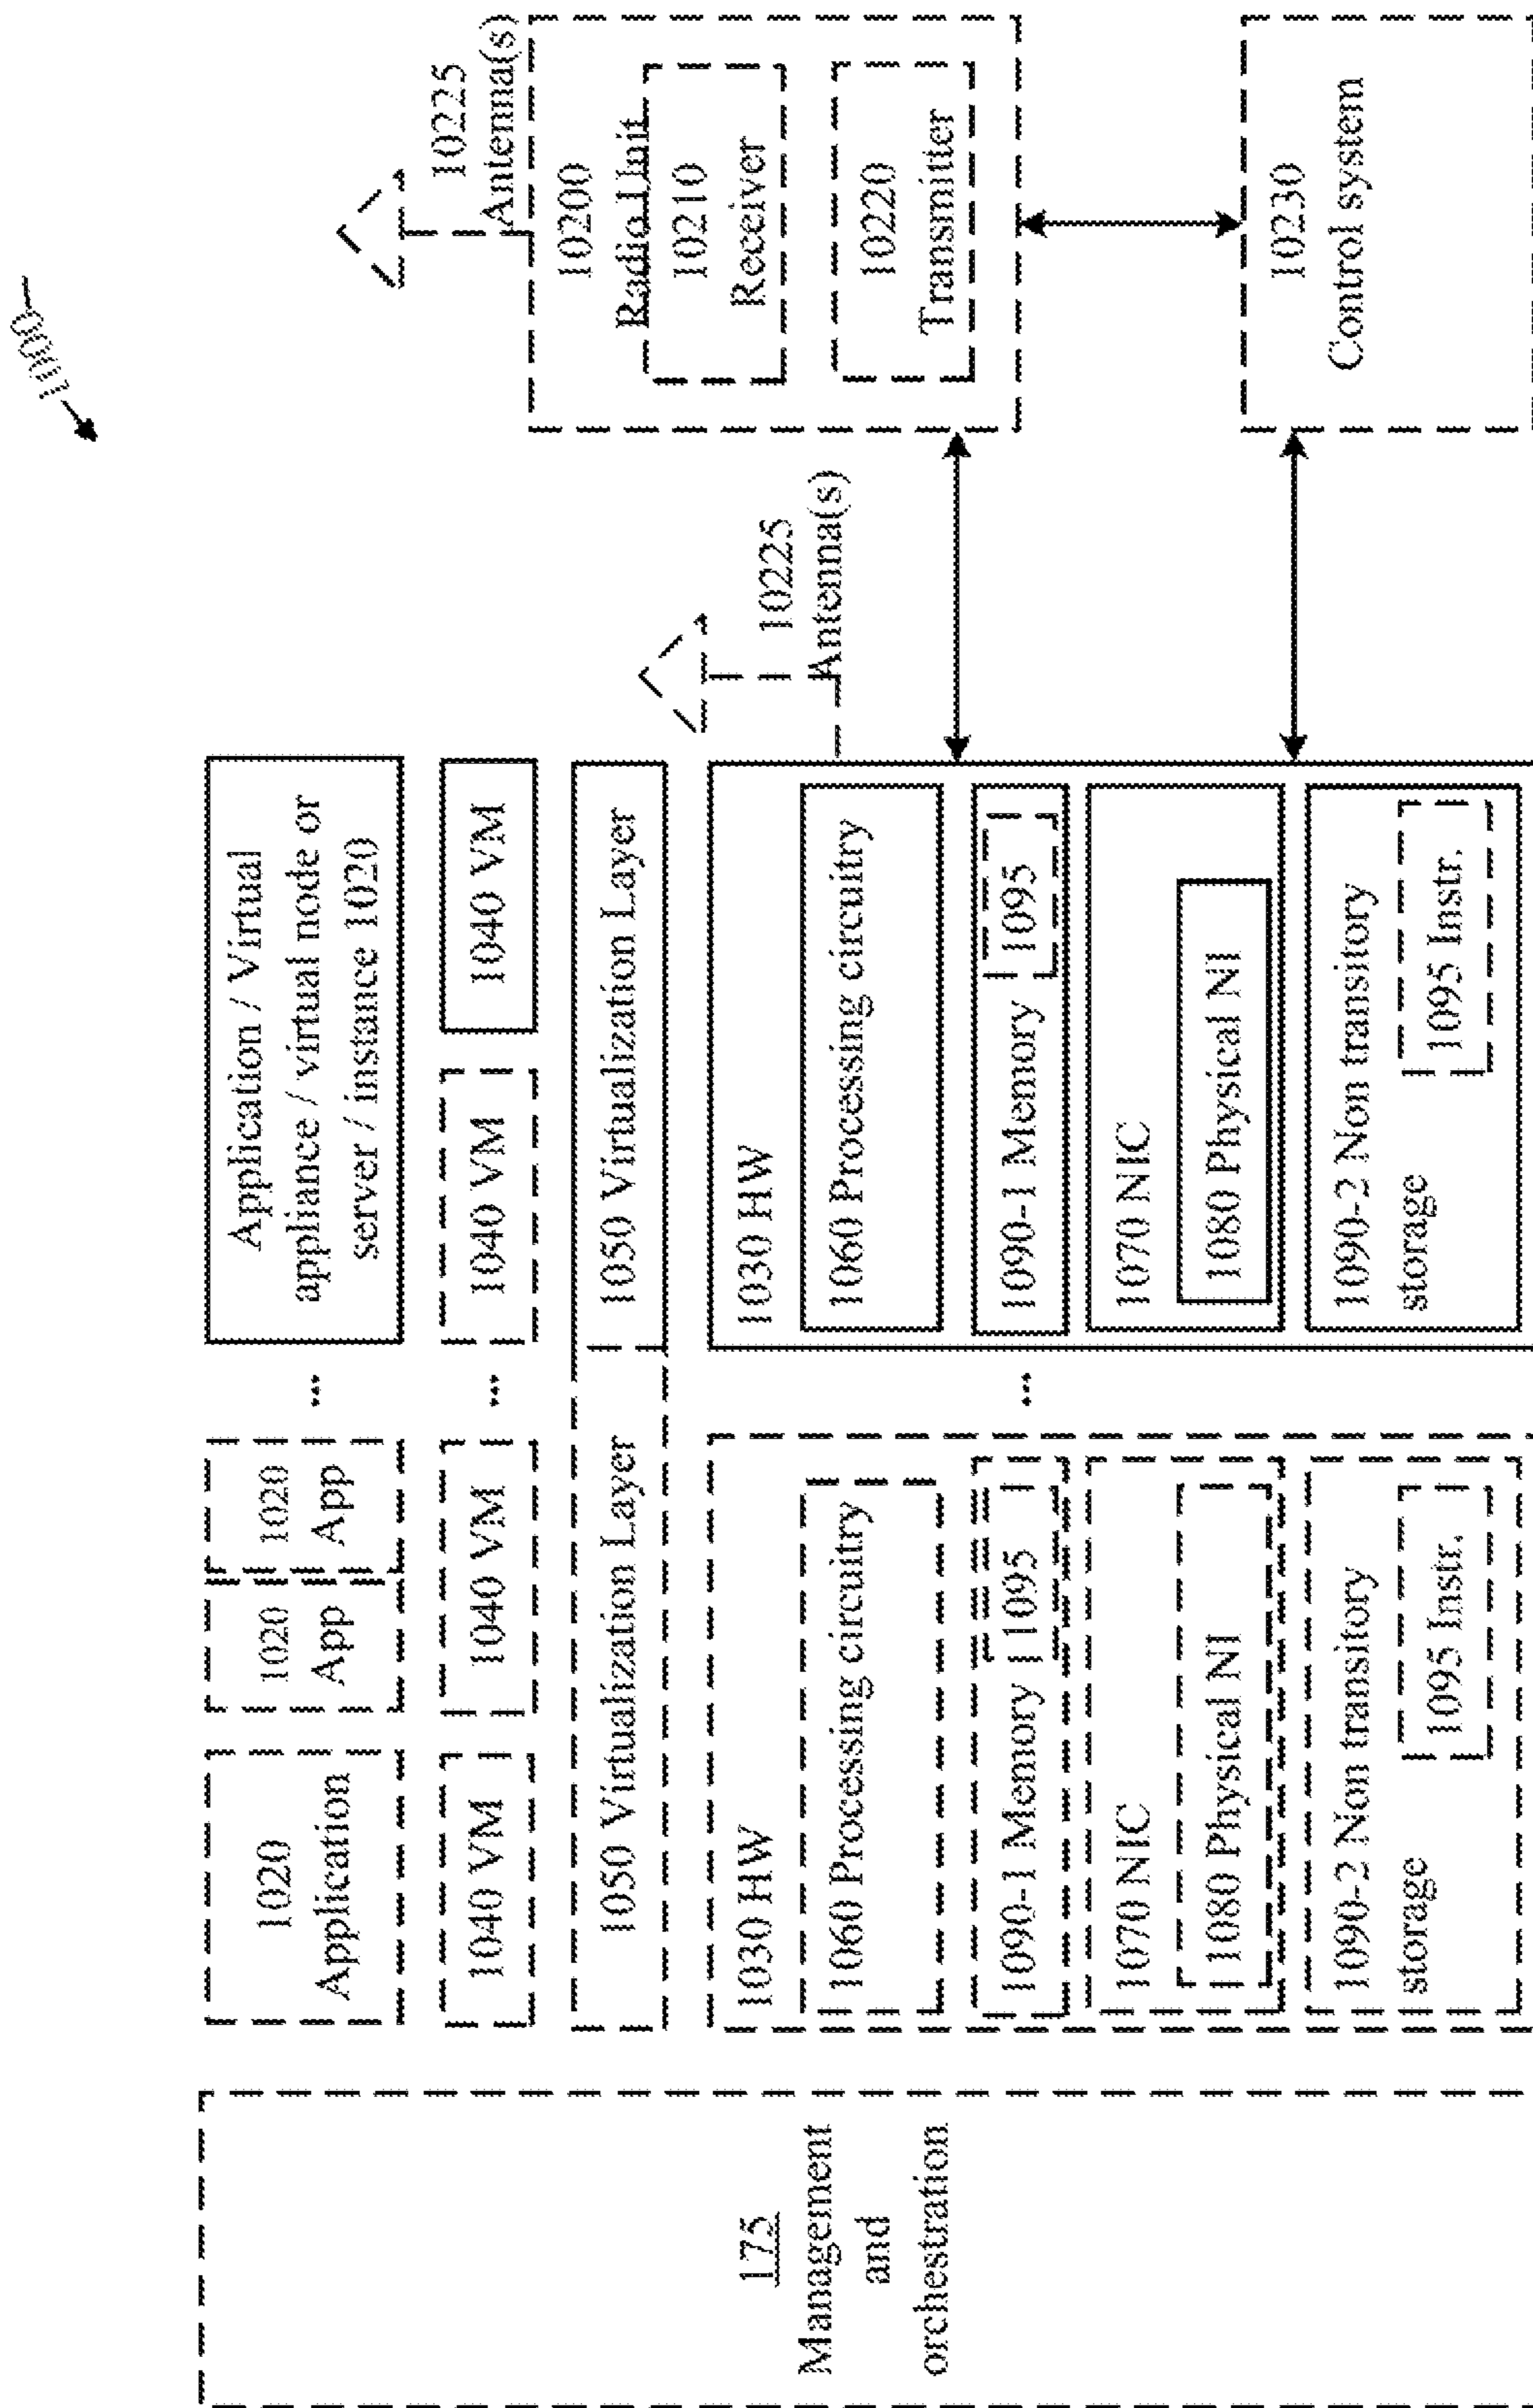 1000
175
Management
and
orchestration
1020
Application
1020
App
1020
App
...
Application / Virtual
appliance / virtual node or
server / instance 1020
1040 VM
1040 VM
...
1040 VM
1040 VM
1050 Virtualization Layer
1050 Virtualization Layer
1030 HW
1060 Processing circuitry
1090-1 Memory
1095
1070 NIC
1080 Physical NI
1090-2 Non transitory
storage
1095 Instr.
...
1030 HW
1060 Processing circuitry
1090-1 Memory
1095
1070 NIC
1080 Physical NI
1090-2 Non transitory
storage
1095 Instr.
10225
Antenna(s)
10225
Antenna(s)
10200
Radio Unit
10210
Receiver
10220
Transmitter
10230
Control system